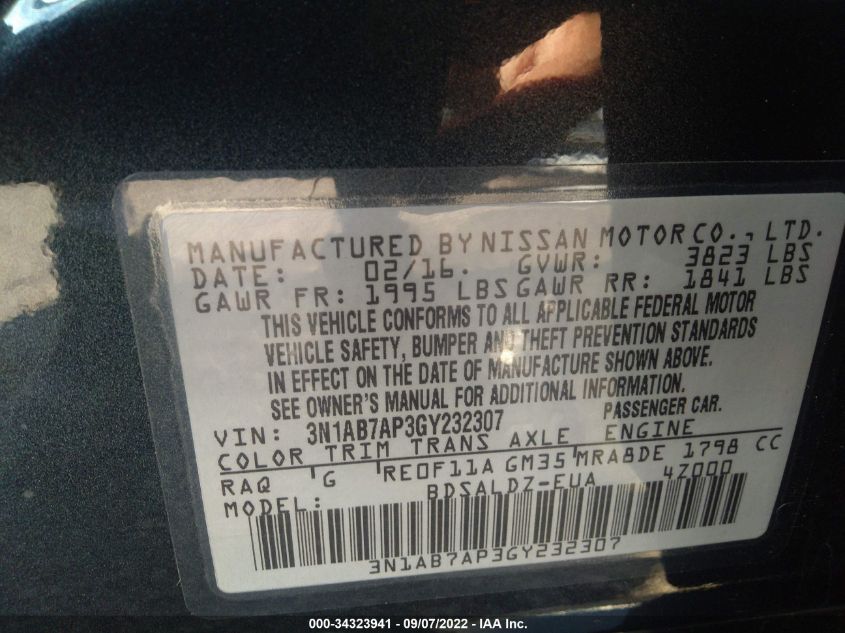 MANUFACTURED BY NISSAN MOTOR CO., LTD.
DATE: 02/16. GVWR: 3823 LBS
GAWR FR: 1995 LBS GAWR RR: 1841 LBS
THIS VEHICLE CONFORMS TO ALL APPLICABLE FEDERAL MOTOR
VEHICLE SAFETY, BUMPER AND THEFT PREVENTION STANDARDS
IN EFFECT ON THE DATE OF MANUFACTURE SHOWN ABOVE.
SEE OWNER'S MANUAL FOR ADDITIONAL INFORMATION.
VIN: 3N1AB7AP3GY232307 PASSENGER CAR.
COLOR TRIM TRANS AXLE ENGINE
RAQ G RE0F11A GM35 MRA8DE 1798 CC
MODEL: BDSALDZ-EUA 4Z000
3N1AB7AP3GY232307
000-34323941 - 09/07/2022 - IAA Inc.